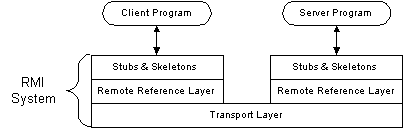 Client Program
Server Program
RMI
System
Stubs & Skeletons
Stubs & Skeletons
Remote Reference Layer
Remote Reference Layer
Transport Layer